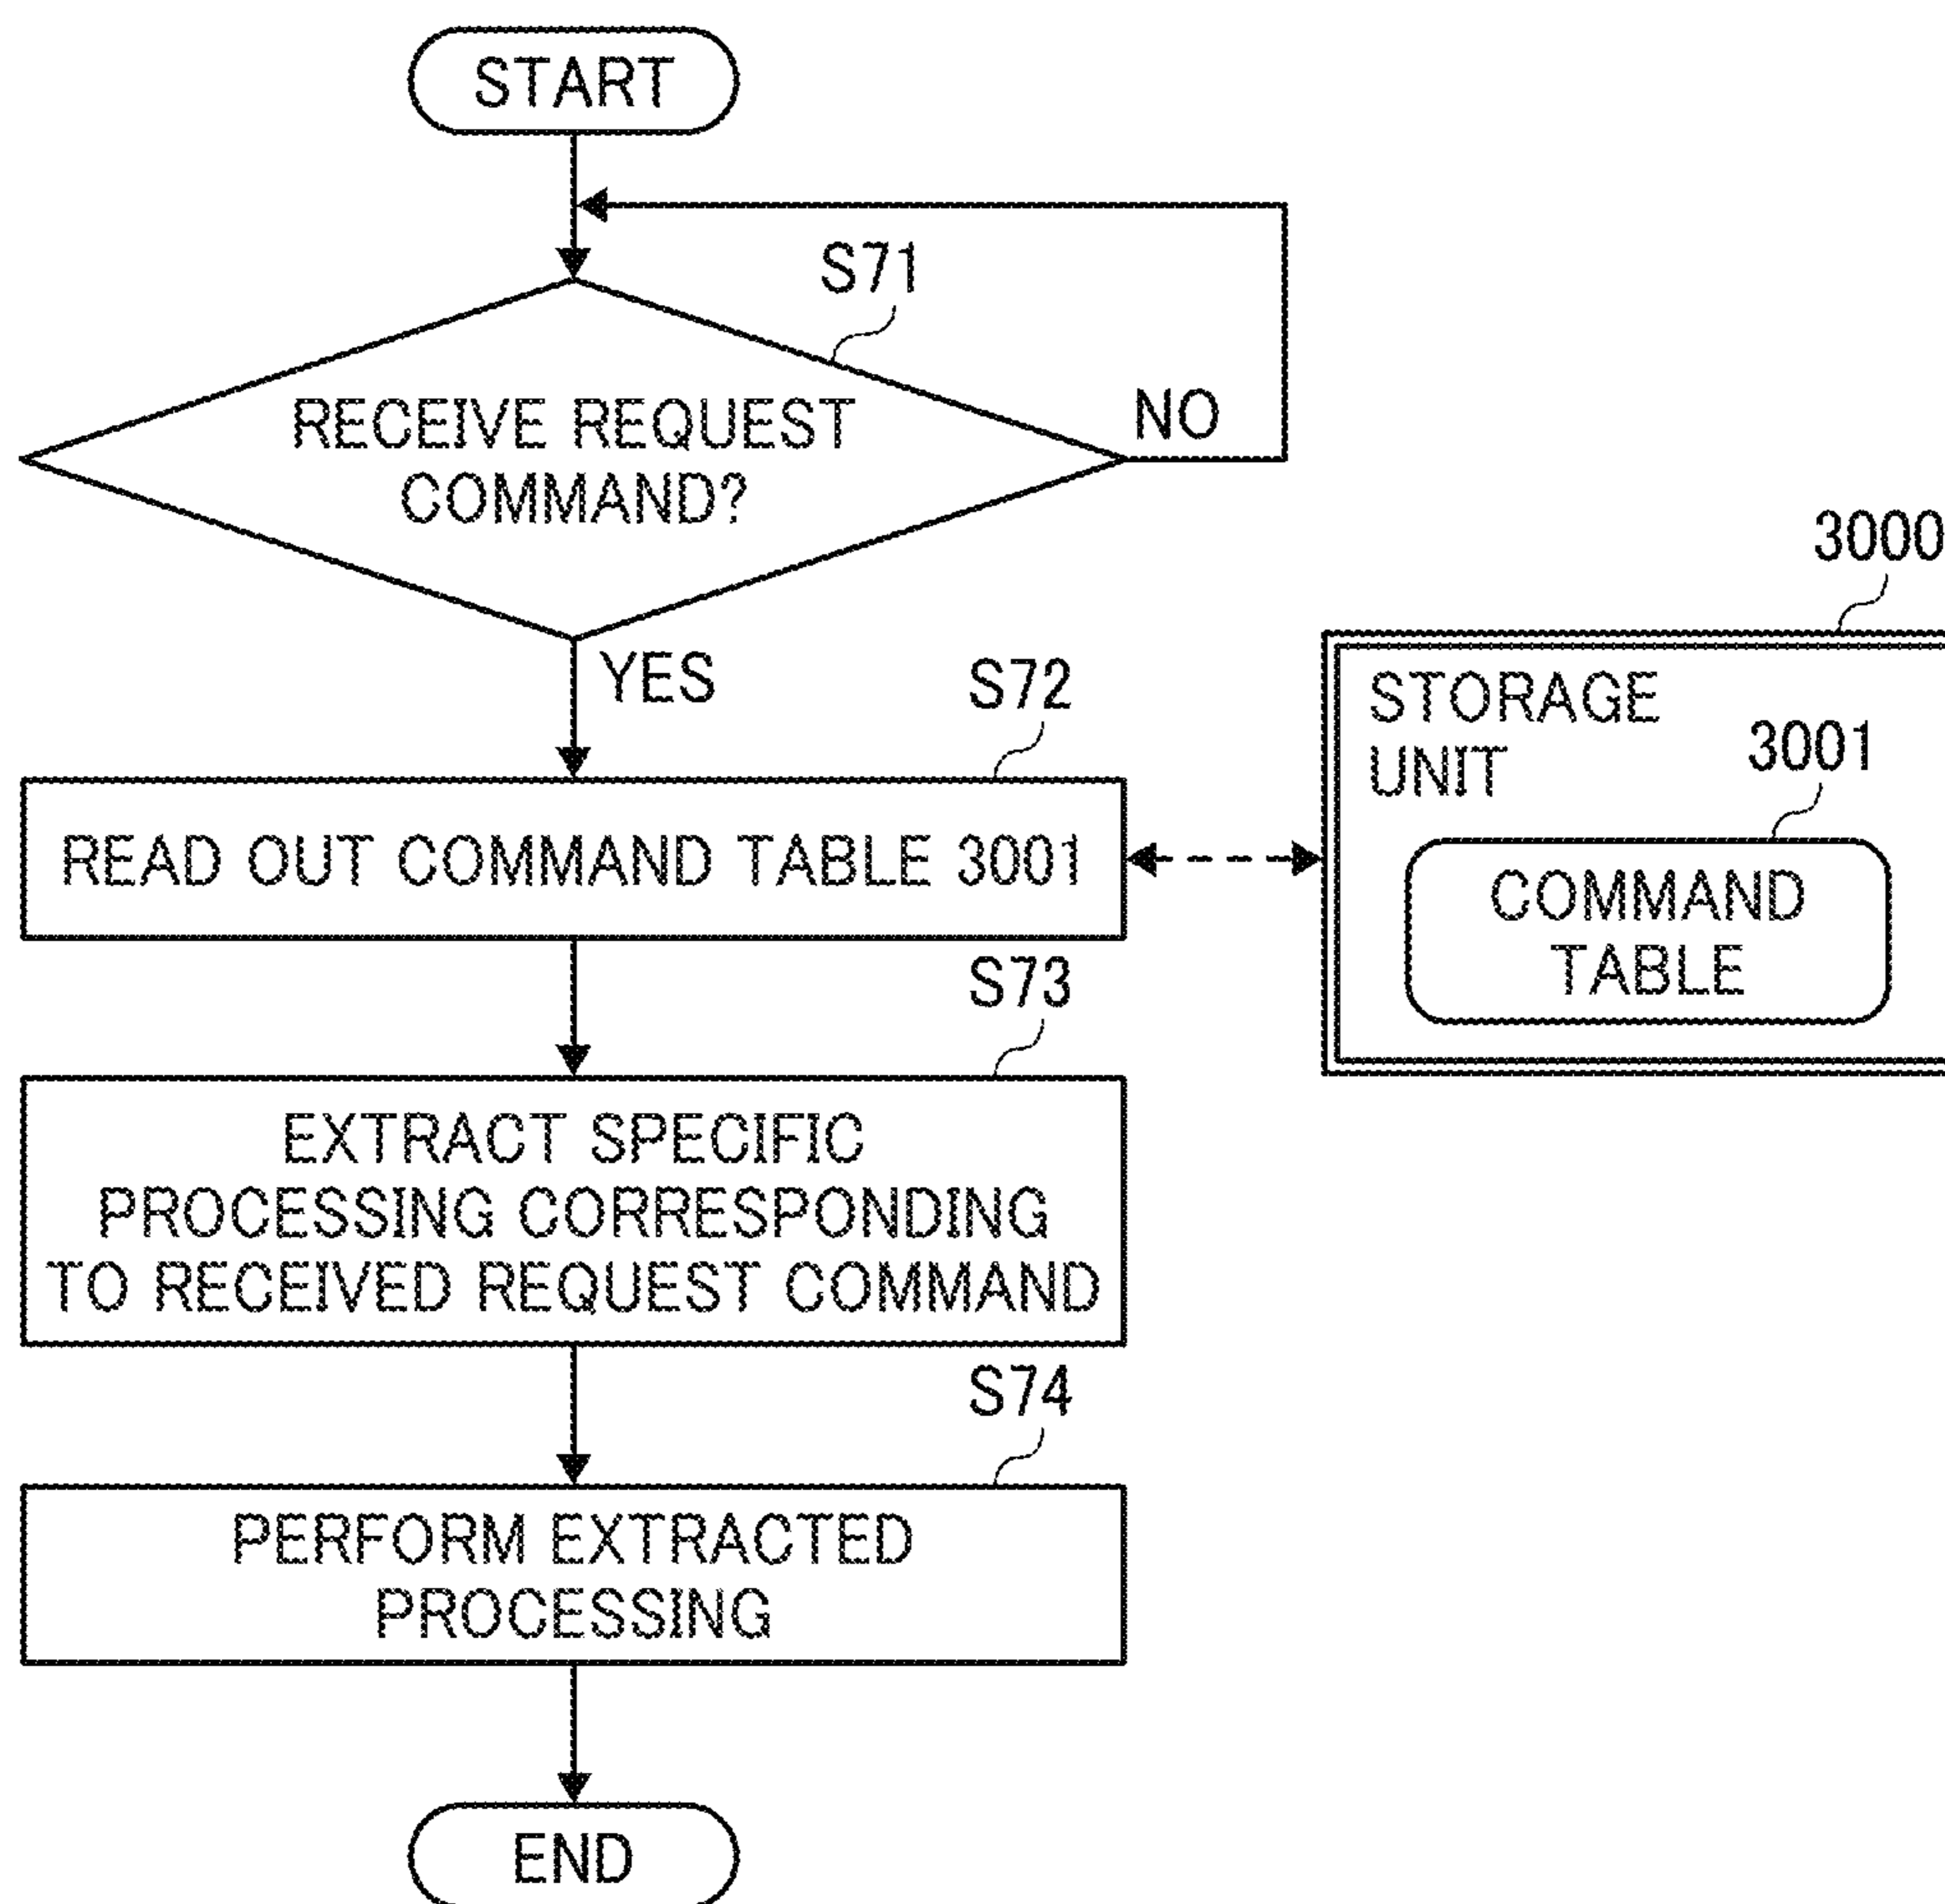 START
S71
RECEIVE REQUEST
COMMAND?
NO
YES
3000
STORAGE
UNIT
3001
COMMAND
TABLE
S72
READ OUT COMMAND TABLE 3001
S73
EXTRACT SPECIFIC
PROCESSING CORRESPONDING
TO RECEIVED REQUEST COMMAND
S74
PERFORM EXTRACTED
PROCESSING
END